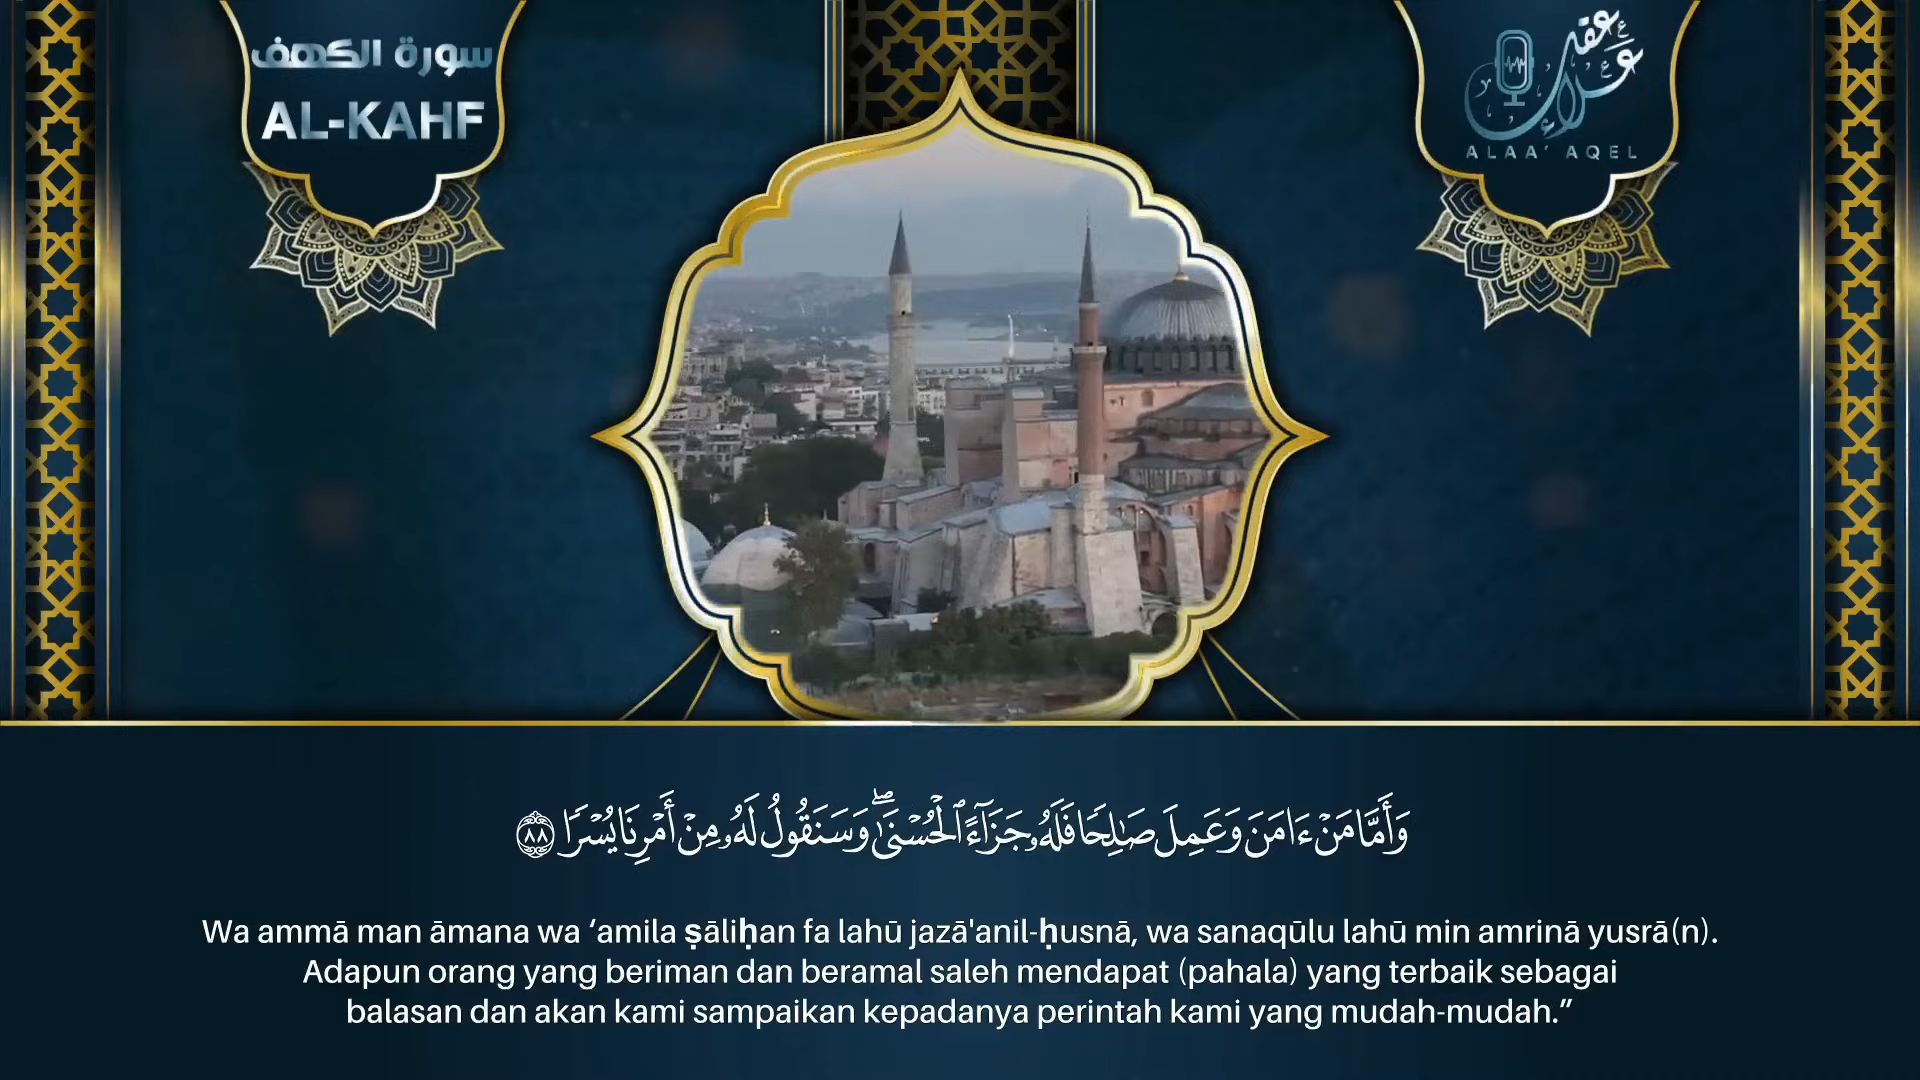 سورة الكهف
AL-KAHF
علاء عقل
ALAA' AQEL
وَأَمَّا مَنْ ءَامَنَ وَعَمِلَ صَٰلِحًا فَلَهُۥ جَزَآءً ٱلْحُسْنَىٰ ۖ وَسَنَقُولُ لَهُۥ مِنْ أَمْرِنَا يُسْرًا ٨٨
Wa ammā man āmana wa ‘amila ṣāliḥan fa lahū jazā'anil-ḥusnā, wa sanaqūlu lahū min amrinā yusrā(n).
Adapun orang yang beriman dan beramal saleh mendapat (pahala) yang terbaik sebagai
balasan dan akan kami sampaikan kepadanya perintah kami yang mudah-mudah.”